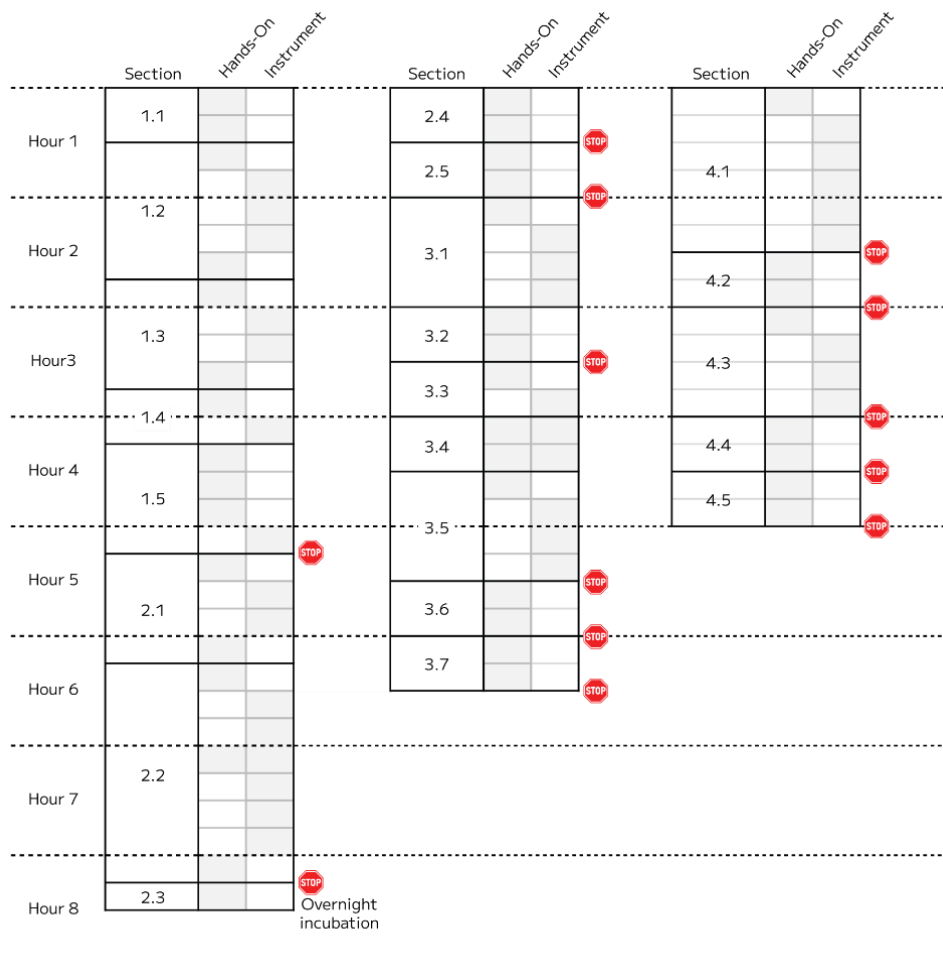 Section Hands-On Instrument Section Hands-On Instrument Section Hands-On Instrument
1.1 2.4
Hour 1 STOP
2.5 4.1
STOP
1.2
Hour 2 3.1 STOP
4.2
STOP
1.3 3.2
Hour3 STOP 4.3
3.3
1.4 STOP
3.4 4.4
Hour 4 STOP
1.5 4.5
3.5 STOP
STOP
Hour 5 STOP
2.1 3.6
STOP
3.7
Hour 6 STOP
2.2
Hour 7
STOP
2.3
Hour 8 Overnight
incubation